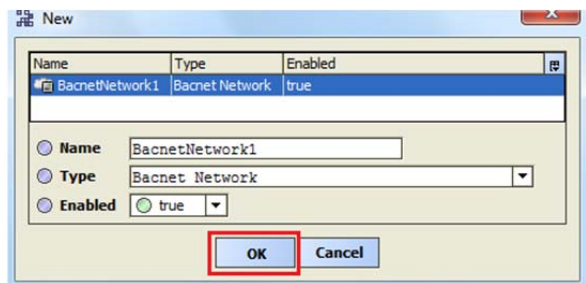 New
Name Type Enabled
BacnetNetwork1 Bacnet Network true
Name BacnetNetwork1
Type Bacnet Network
Enabled true
OK Cancel